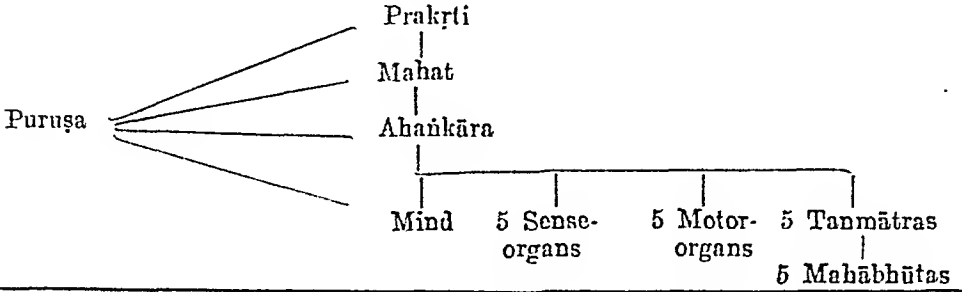 Prakṛti
Mahat
Puruṣa
Ahaṅkāra
Mind 5 Sense- 5 Motor- 5 Tanmātras
organs organs
5 Mahābhūtas